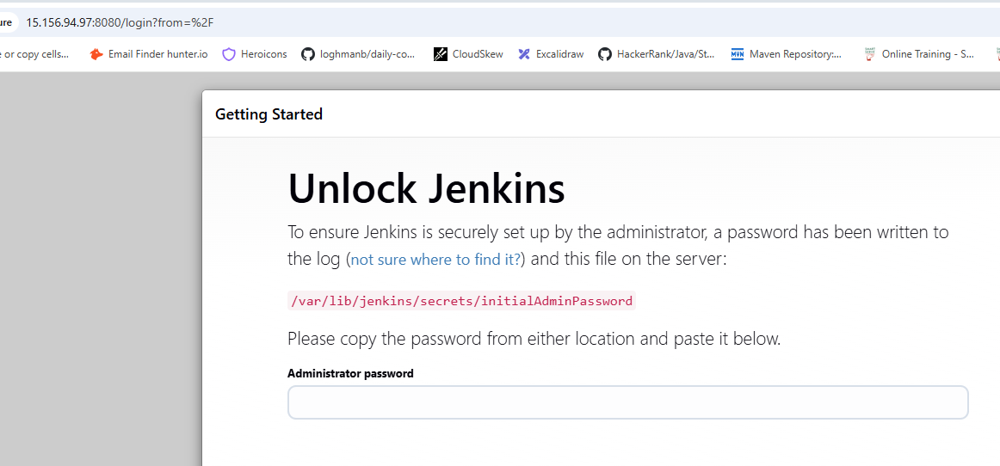 ure 15.156.94.97:8080/login?from=%2F
e or copy cells... Email Finder hunter.io Heroicons loghmanb/daily-co... CloudSkew Excalidraw HackerRank/Java/St... MVN Maven Repository:... Online Training - S...
Getting Started
Unlock Jenkins
To ensure Jenkins is securely set up by the administrator, a password has been written to
the log (not sure where to find it?) and this file on the server:
/var/lib/jenkins/secrets/initialAdminPassword
Please copy the password from either location and paste it below.
Administrator password